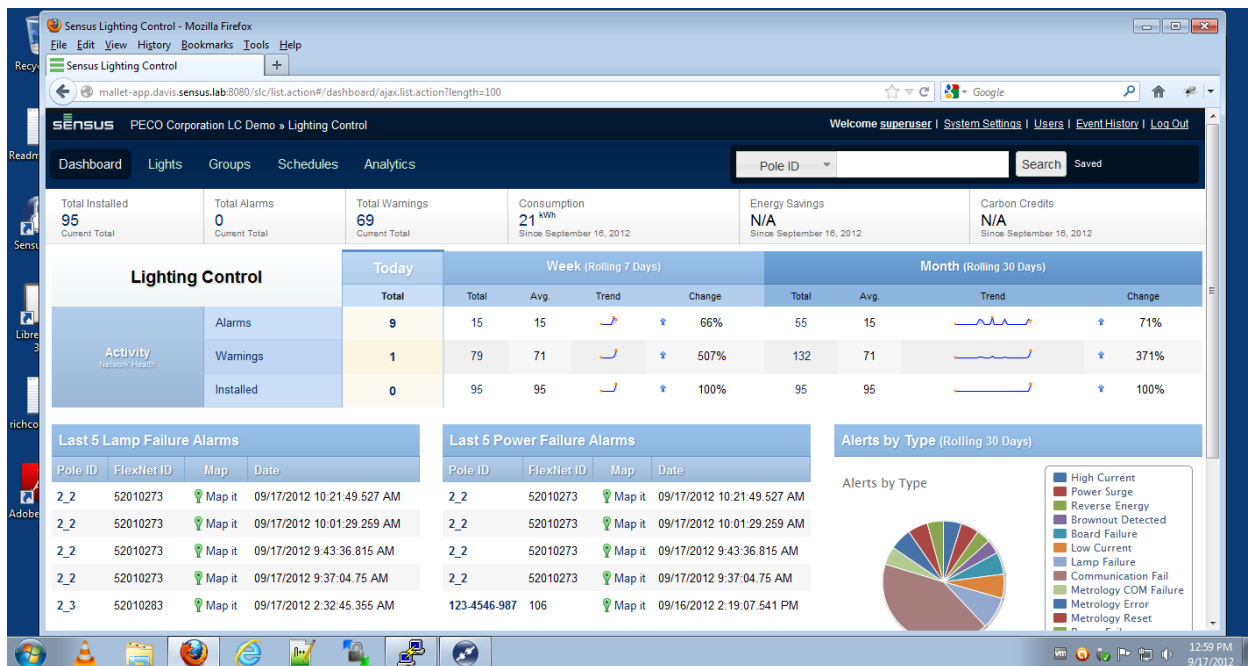 Sensus Lighting Control - Mozilla Firefox
File Edit View History Bookmarks Tools Help
Sensus Lighting Control +
mallet-app.davis.sensus.lab:8080/slc/list.action#/dashboard/ajax.list.action?length=100 Google
sensus PECO Corporation LC Demo » Lighting Control Welcome superuser | System Settings | Users | Event History | Log Out
Dashboard Lights Groups Schedules Analytics Pole ID Search Saved
Total Installed Total Alarms Total Warnings Consumption Energy Savings Carbon Credits
95 0 69 21 kWh N/A N/A
Current Total Current Total Current Total Since September 16, 2012 Since September 16, 2012 Since September 16, 2012
Lighting Control Today Week (Rolling 7 Days) Month (Rolling 30 Days)
Total Total Avg. Trend Change Total Avg. Trend Change
Alarms 9 15 15 66% 55 15 71%
Activity
Network Health
Warnings 1 79 71 507% 132 71 371%
Installed 0 95 95 100% 95 95 100%
Last 5 Lamp Failure Alarms
Pole ID FlexNet ID Map Date
2_2 52010273 Map it 09/17/2012 10:21:49.527 AM
2_2 52010273 Map it 09/17/2012 10:01:29.259 AM
2_2 52010273 Map it 09/17/2012 9:43:36.815 AM
2_2 52010273 Map it 09/17/2012 9:37:04.75 AM
2_3 52010283 Map it 09/17/2012 2:32:45.355 AM
Last 5 Power Failure Alarms
Pole ID FlexNet ID Map Date
2_2 52010273 Map it 09/17/2012 10:21:49.527 AM
2_2 52010273 Map it 09/17/2012 10:01:29.259 AM
2_2 52010273 Map it 09/17/2012 9:43:36.815 AM
2_2 52010273 Map it 09/17/2012 9:37:04.75 AM
123-4546-987 106 Map it 09/16/2012 2:19:07.541 PM
Alerts by Type (Rolling 30 Days)
Alerts by Type
High Current
Power Surge
Reverse Energy
Brownout Detected
Board Failure
Low Current
Lamp Failure
Communication Fail
Metrology COM Failure
Metrology Error
Metrology Reset
Recy
Readm
Sensu
Libre
3
richco
Adobe
12:59 PM
9/17/2012